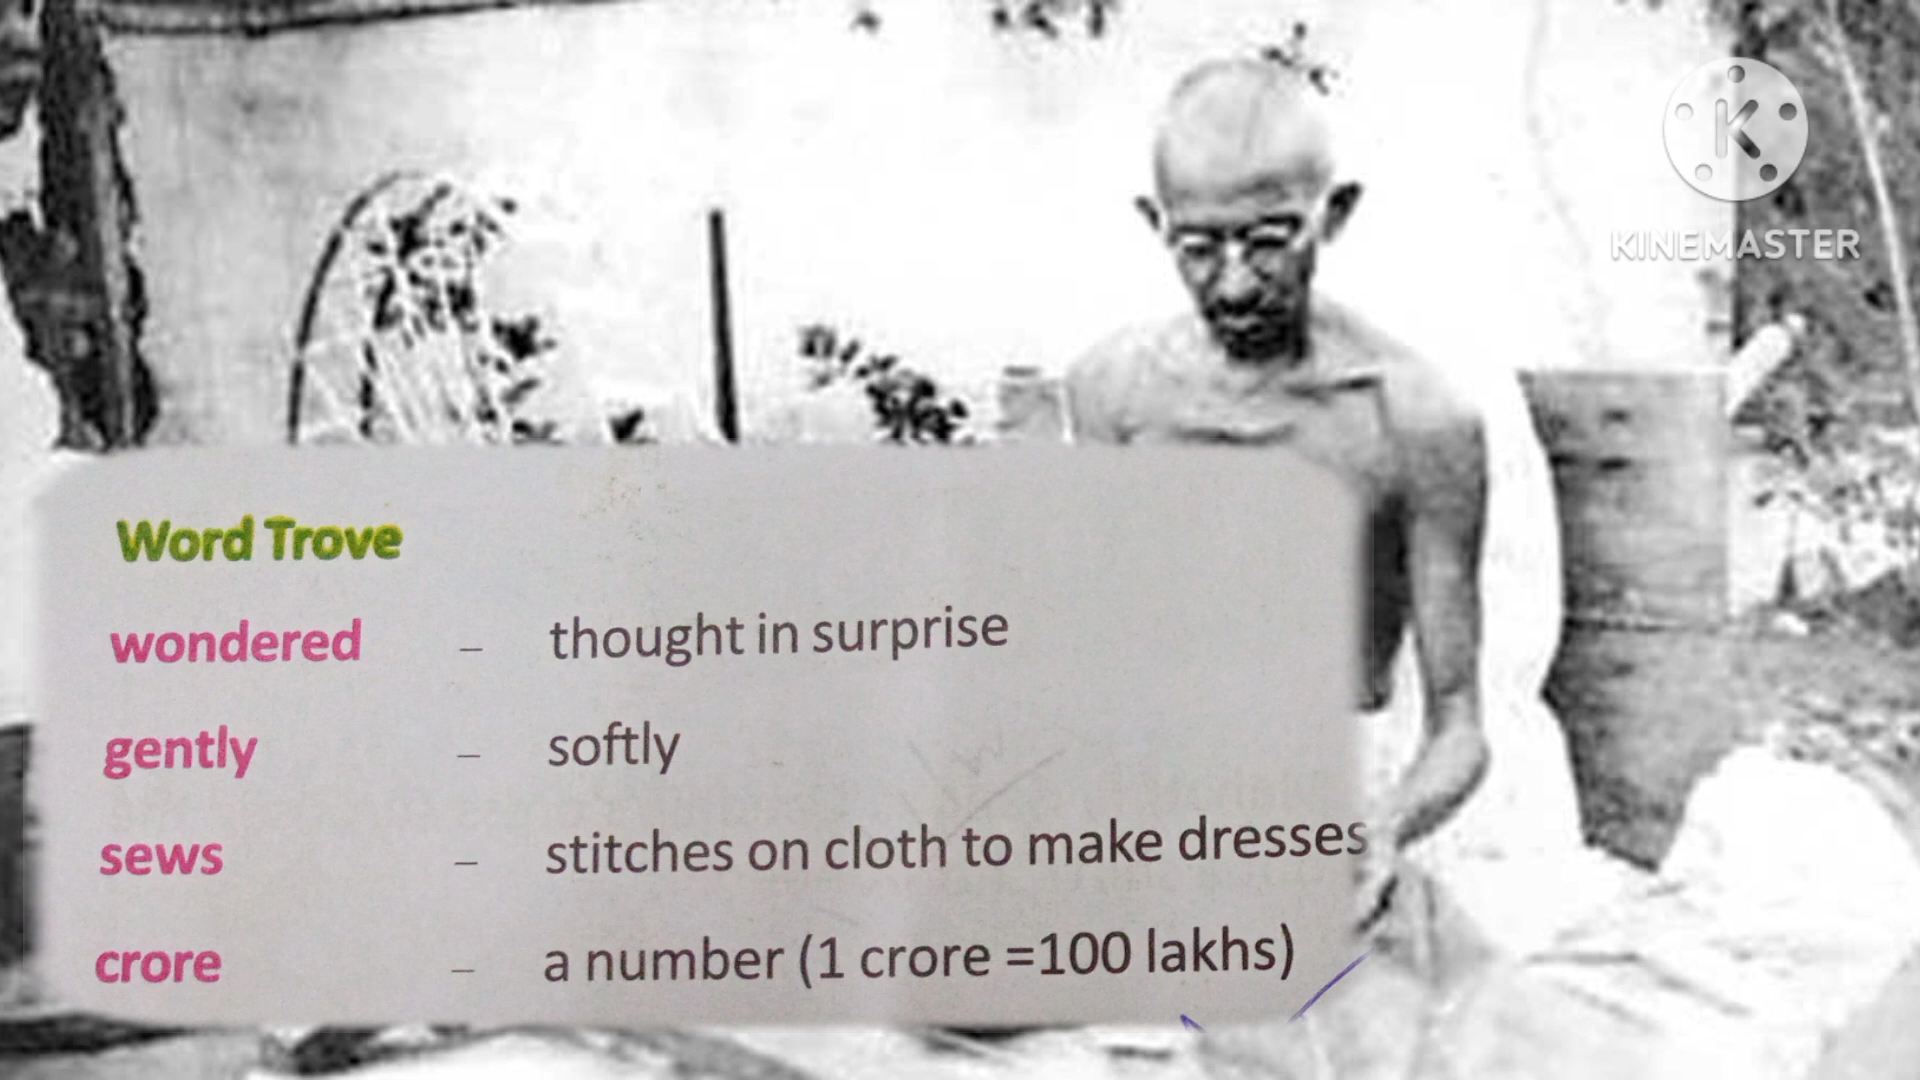 K
KINEMASTER
Word Trove
wondered – thought in surprise
gently – softly
sews – stitches on cloth to make dresses
crore – a number (1 crore =100 lakhs)